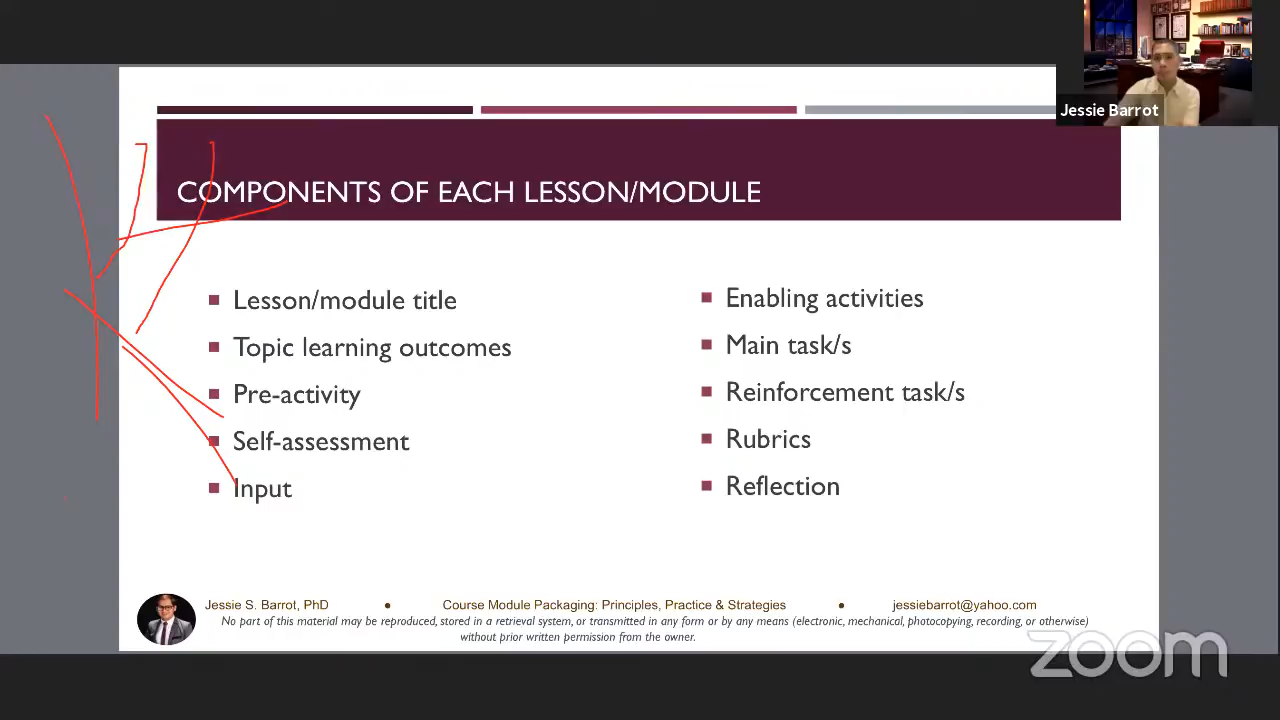 Jessie Barrot
COMPONENTS OF EACH LESSON/MODULE
Lesson/module title
Topic learning outcomes
Pre-activity
Self-assessment
Input
Enabling activities
Main task/s
Reinforcement task/s
Rubrics
Reflection
Jessie S. Barrot, PhD ● Course Module Packaging: Principles, Practice & Strategies ● jessiebarrot@yahoo.com
No part of this material may be reproduced, stored in a retrieval system, or transmitted in any form or by any means (electronic, mechanical, photocopying, recording, or otherwise)
without prior written permission from the owner.
zoom